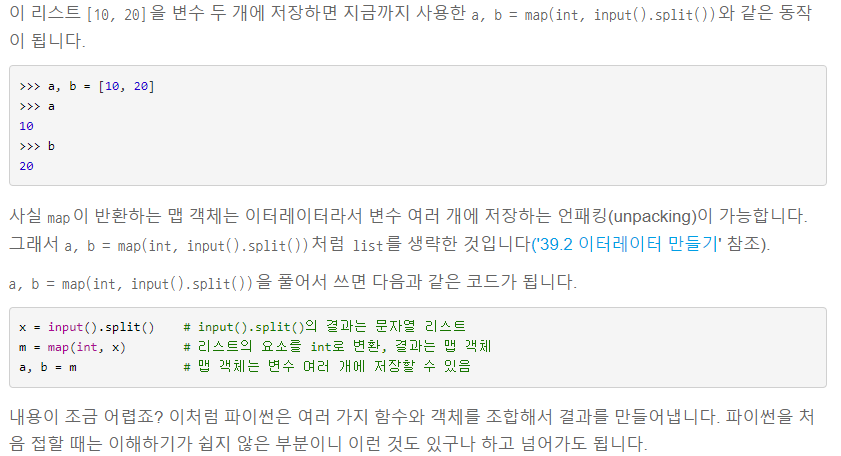 이 리스트 [10, 20]을 변수 두 개에 저장하면 지금까지 사용한 a, b = map(int, input().split())와 같은 동작
이 됩니다.
>>> a, b = [10, 20]
>>> a
10
>>> b
20
사실 map이 반환하는 맵 객체는 이터레이터라서 변수 여러 개에 저장하는 언패킹(unpacking)이 가능합니다.
그래서 a, b = map(int, input().split())처럼 list를 생략한 것입니다('39.2 이터레이터 만들기' 참조).
a, b = map(int, input().split())을 풀어서 쓰면 다음과 같은 코드가 됩니다.
x = input().split()    # input().split()의 결과는 문자열 리스트
m = map(int, x)        # 리스트의 요소를 int로 변환, 결과는 맵 객체
a, b = m               # 맵 객체는 변수 여러 개에 저장할 수 있음
내용이 조금 어렵죠? 이처럼 파이썬은 여러 가지 함수와 객체를 조합해서 결과를 만들어냅니다. 파이썬을 처
음 접할 때는 이해하기가 쉽지 않은 부분이니 이런 것도 있구나 하고 넘어가도 됩니다.